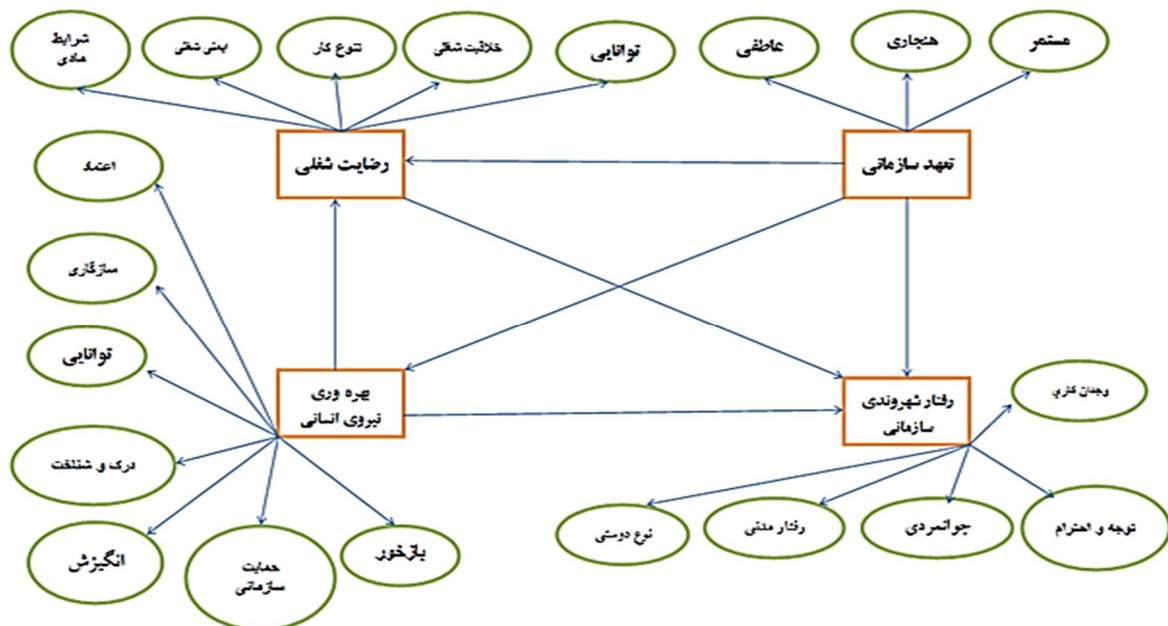 مستمر
هنجاری
عاطفی
توانایی
خلاقیت شغلی
تنوع کار
ایمنی شغلی
شرایط
مادی
تعهد سازمانی
رضایت شغلی
اعتماد
سازگاری
توانایی
درک و شناخت
انگیزش
حمایت
سازمانی
بازخور
بهره وری
نیروی انسانی
رفتار شهروندی
سازمانی
وجدان کاری
توجه و احترام
جوانمردی
رفتار مدنی
نوع دوستی